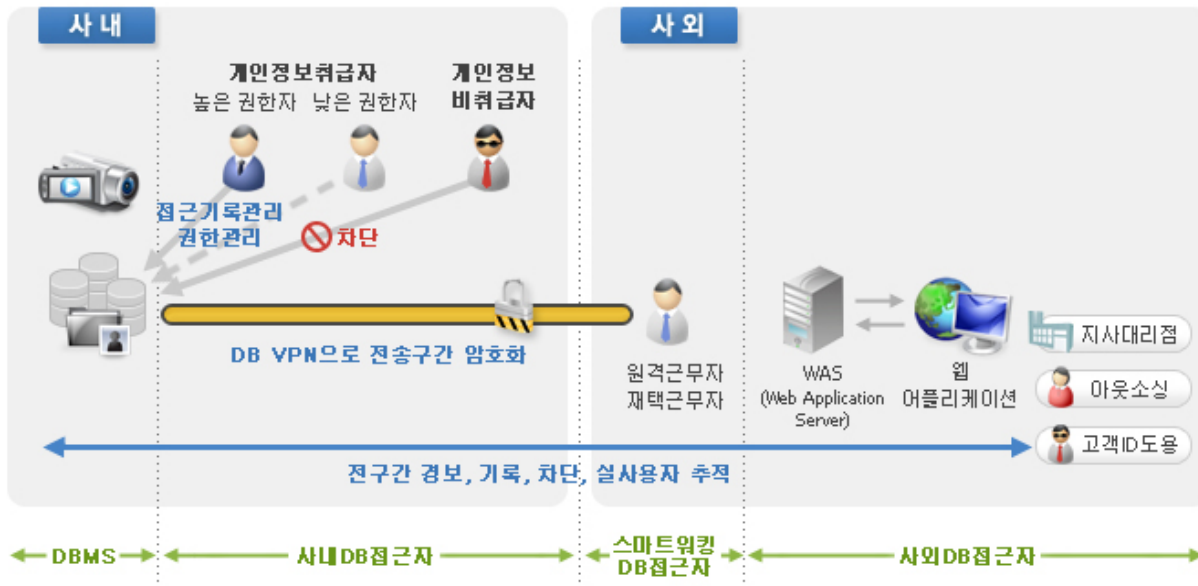 사 내
사 외
개인정보취급자
높은 권한자 낮은 권한자
개인정보
비취급자
접근기록관리
권한관리
차단
DB VPN으로 전송구간 암호화
원격근무자
재택근무자
WAS
(Web Application
Server)
웹
어플리케이션
지사대리점
아웃소싱
고객ID도용
전구간 경보, 기록, 차단, 실사용자 추적
DBMS
사내DB접근자
스마트워킹
DB접근자
사외DB접근자